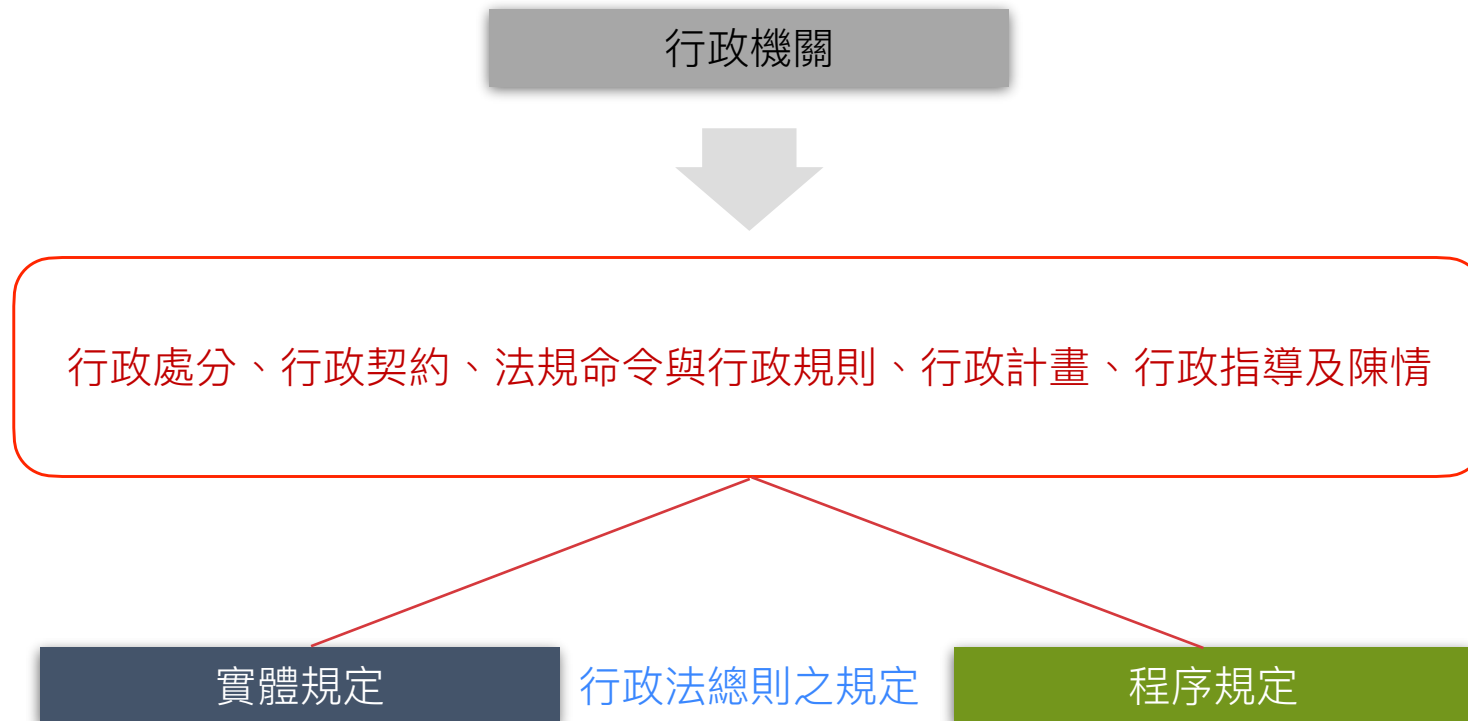 行政機關
行政處分、行政契約、法規命令與行政規則、行政計畫、行政指導及陳情
實體規定
行政法總則之規定
程序規定